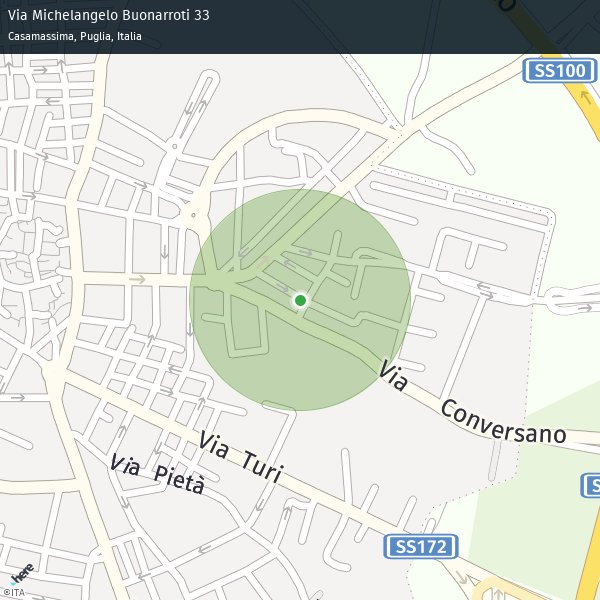 Via Michelangelo Buonarroti 33
Casamassima, Puglia, Italia
O
SS100
Via Conversano
Via Turi
Via Pietà
S
SS172
here
©ITA